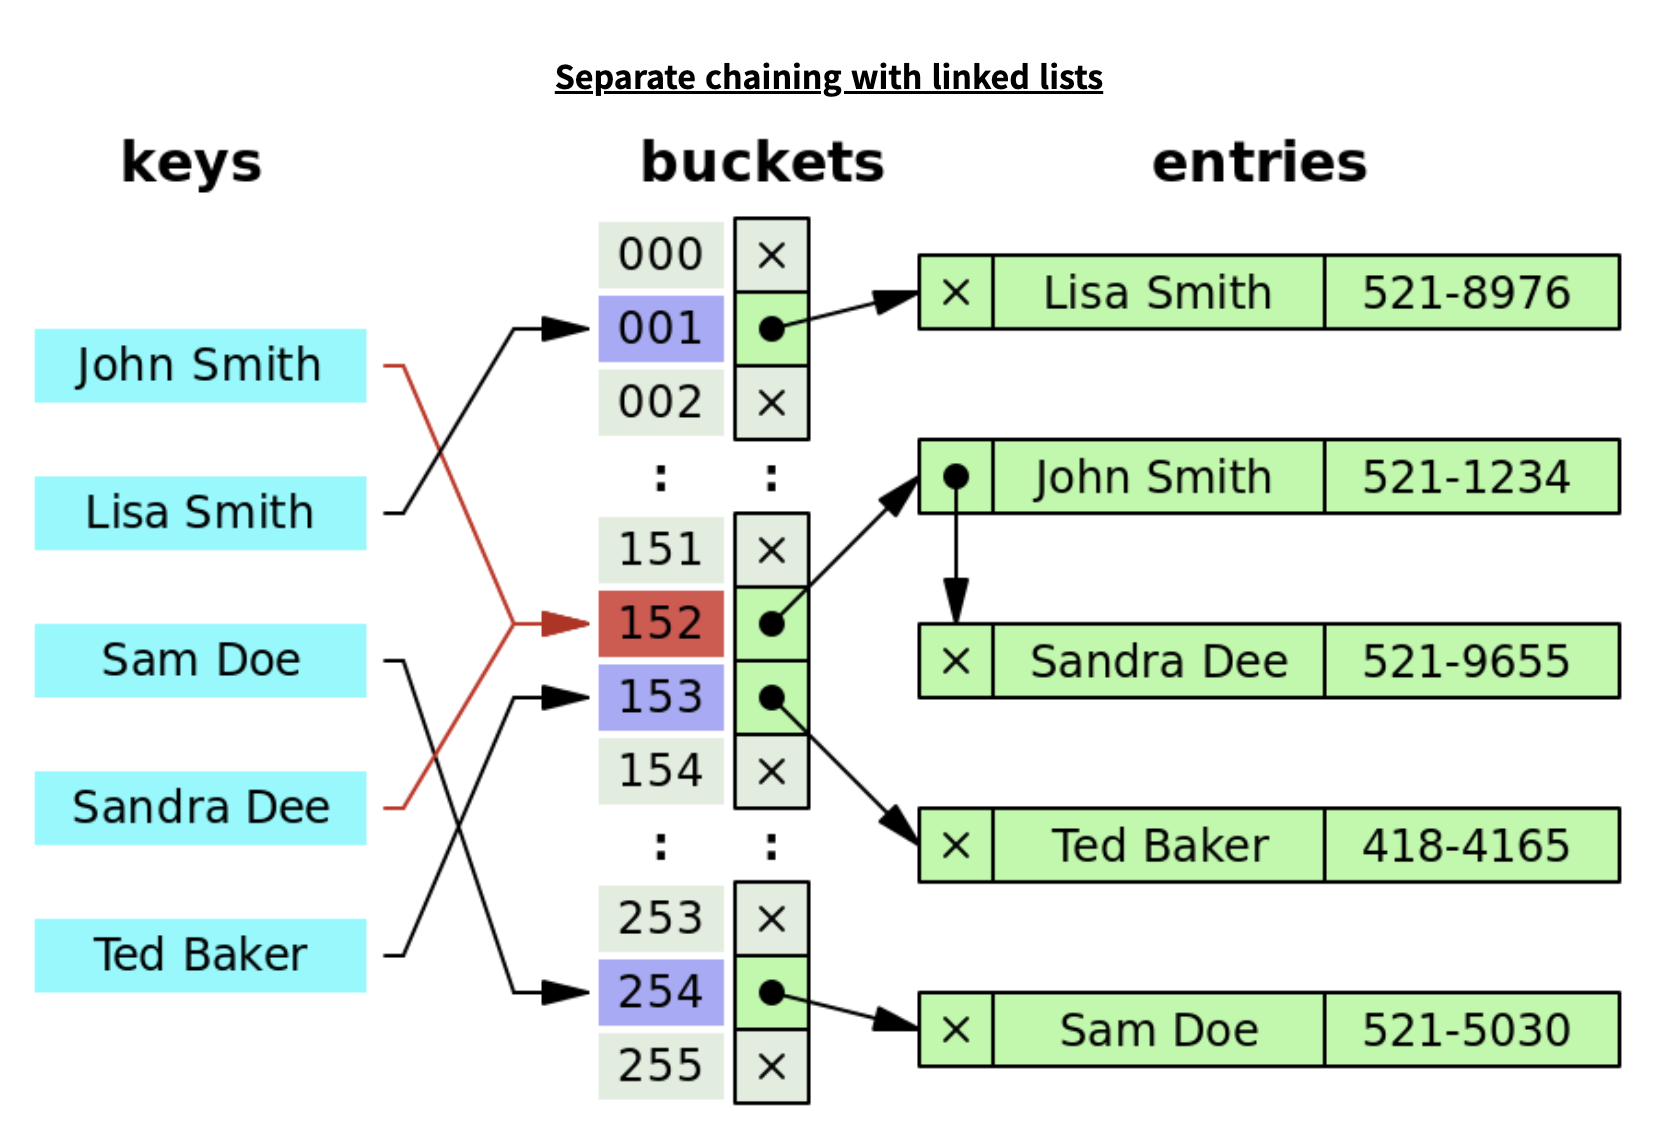 Separate chaining with linked lists
keys
buckets
entries
John Smith
Lisa Smith
Sam Doe
Sandra Dee
Ted Baker
000
001
002
:
:
151
152
153
154
:
:
253
254
255
Lisa Smith 521-8976
John Smith 521-1234
Sandra Dee 521-9655
Ted Baker 418-4165
Sam Doe 521-5030